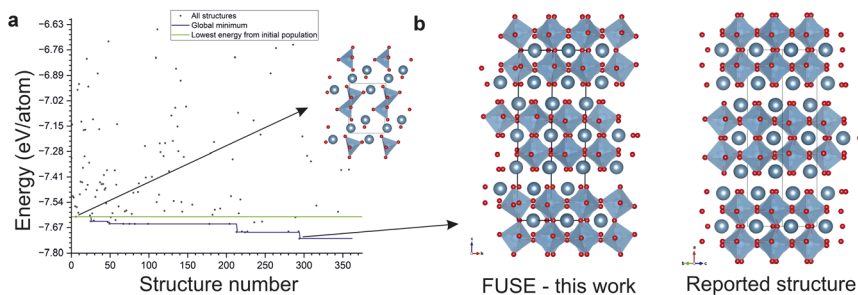 a
All structures
Global minimum
Lowest energy from initial population
−6.63
−6.76
−6.89
−7.02
−7.15
−7.28
−7.41
−7.54
−7.67
−7.80
Energy (eV/atom)
0 50 100 150 200 250 300 350
Structure number
b
FUSE - this work
Reported structure